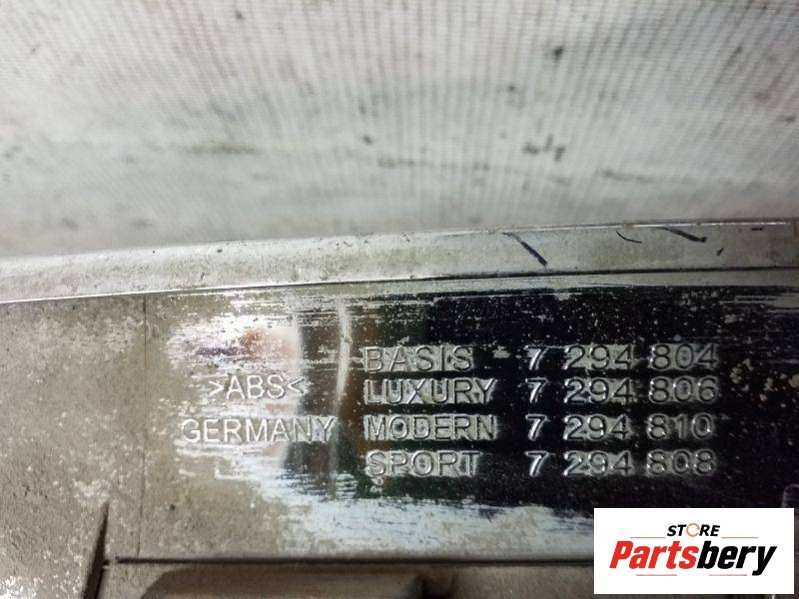 BASIS 7 294 804
>ABS< LUXURY 7 294 806
GERMANY MODERN 7 294 810
SPORT 7 294 808
STORE
Partsbery